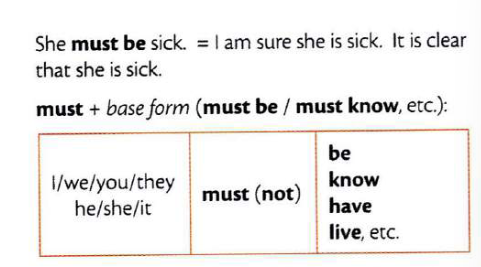 She must be sick. = I am sure she is sick. It is clear
that she is sick.
must + base form (must be / must know, etc.):
I/we/you/they
he/she/it
must (not)
be
know
have
live, etc.